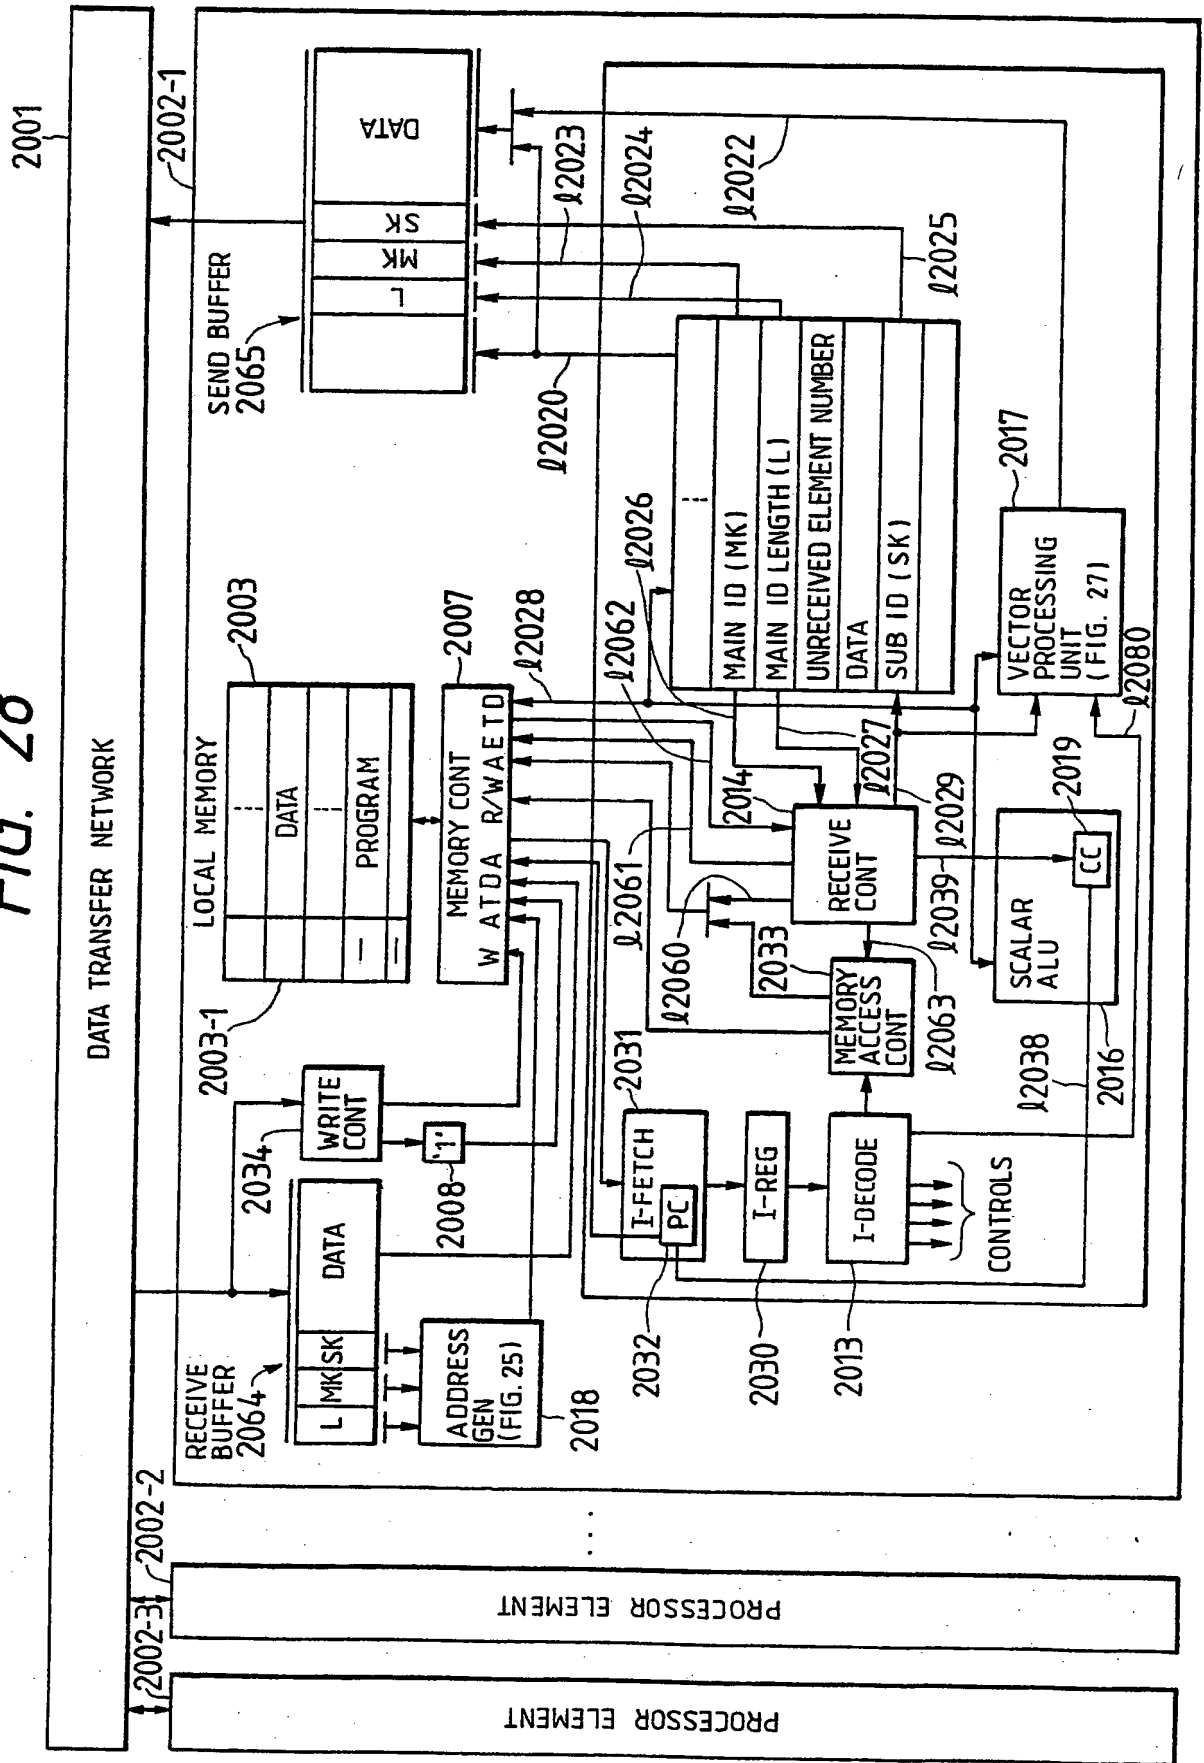 FIG. 28
2001
DATA TRANSFER NETWORK
2002-1
2002-2
2002-3
PROCESSOR ELEMENT
PROCESSOR ELEMENT
...
RECEIVE
BUFFER
2064
L
MK
SK
DATA
ADDRESS
GEN
(FIG. 25)
2018
2034
WRITE
CONT
'1'
2008
LOCAL MEMORY
2003
2003-1
DATA
PROGRAM
2007
MEMORY CONT
W ATDA R/WAETD
SEND BUFFER
2065
L
MK
SK
DATA
ℓ2020
ℓ2023
ℓ2024
ℓ2022
ℓ2025
ℓ2028
ℓ2026
ℓ2062
ℓ2061
ℓ2060
ℓ2027
MAIN ID (MK)
MAIN ID LENGTH (L)
UNRECEIVED ELEMENT NUMBER
DATA
SUB ID (SK)
2031
I-FETCH
PC
2032
I-REG
2030
I-DECODE
2013
CONTROLS
2033
MEMORY
ACCESS
CONT
ℓ2063
2014
RECEIVE
CONT
ℓ2029
ℓ2039
ℓ2038
SCALAR
ALU
CC
2019
2016
VECTOR
PROCESSING
UNIT
(FIG. 27)
2017
ℓ2080